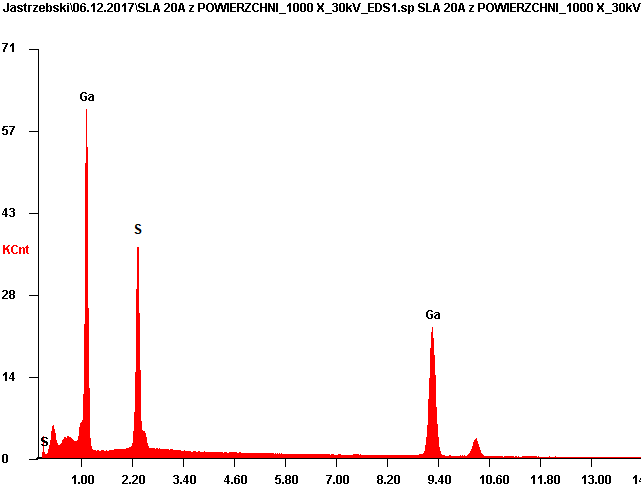 Jastrzebski\06.12.2017\SLA 20A z POWIERZCHNI_1000 X_30kV_EDS1.sp SLA 20A z POWIERZCHNI_1000 X_30kV
71
Ga
57
43
S
KCnt
28
Ga
14
S
0
1.00 2.20 3.40 4.60 5.80 7.00 8.20 9.40 10.60 11.80 13.00